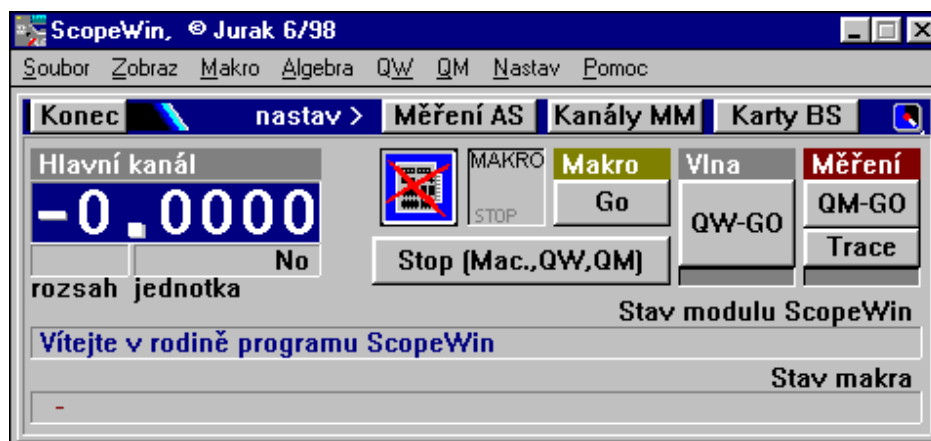 ScopeWin, © Jurak 6/98
Soubor Zobraz Makro Algebra QW QM Nastav Pomoc
Konec nastav > Měření AS Kanály MM Karty BS
Hlavní kanál MAKRO Makro Vlna Měření
-0.0000 STOP Go QW-GO QM-GO
No Stop (Mac.,QW,QM) Trace
rozsah jednotka
Stav modulu ScopeWin
Vítejte v rodině programu ScopeWin
Stav makra
-